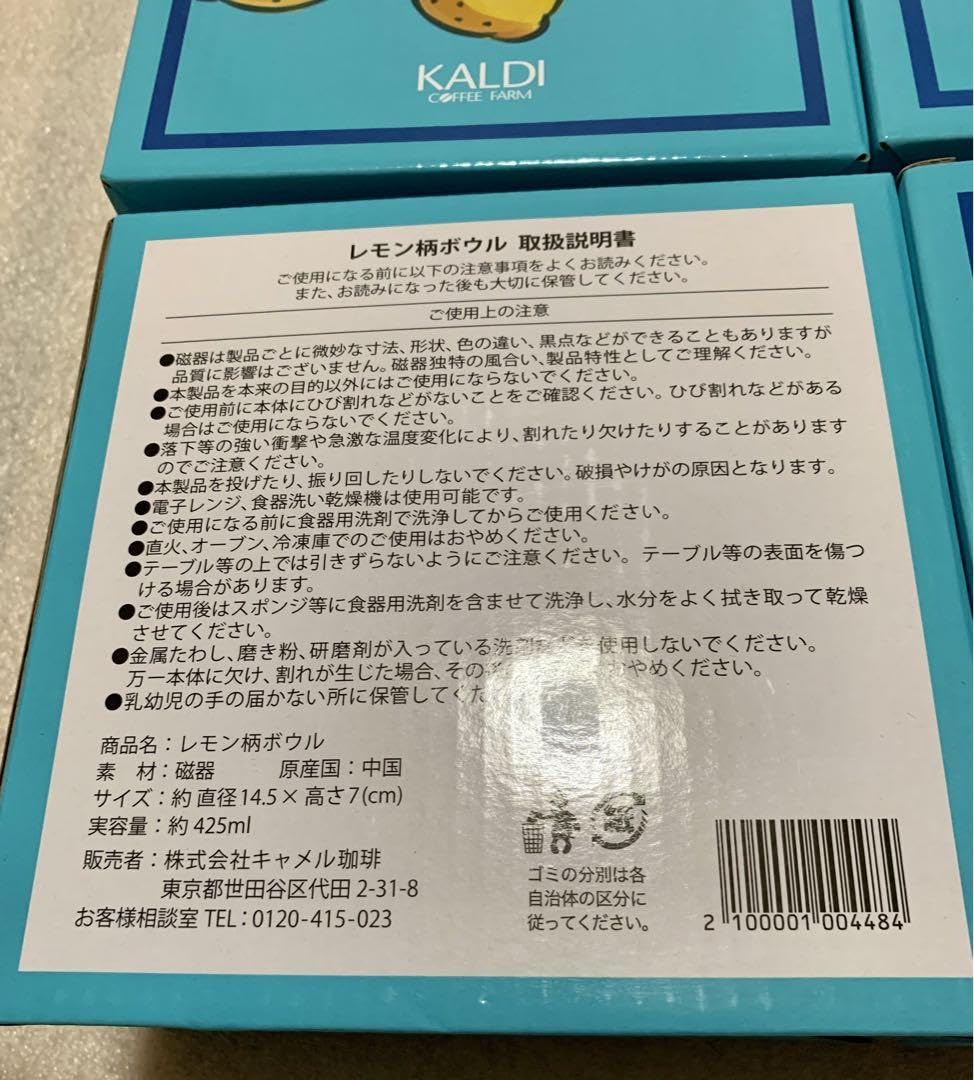 KALDI
COFFEE FARM
レモン柄ボウル 取扱説明書
ご使用になる前に以下の注意事項をよくお読みください。
また、お読みになった後も大切に保管してください。
ご使用上の注意
●磁器は製品ごとに微妙な寸法、形状、色の違い、黒点などができることもありますが
品質に影響はございません。磁器独特の風合い、製品特性としてご理解ください。
●本製品を本来の目的以外にはご使用にならないでください。
●ご使用前に本体にひび割れなどがないことをご確認ください。ひび割れなどがある
場合はご使用にならないでください。
●落下等の強い衝撃や急激な温度変化により、割れたり欠けたりすることがあります
のでご注意ください。
●本製品を投げたり、振り回したりしないでください。破損やけがの原因となります。
●電子レンジ、食器洗い乾燥機は使用可能です。
●ご使用になる前に食器用洗剤で洗浄してからご使用ください。
●直火、オーブン、冷凍庫でのご使用はおやめください。
●テーブル等の上では引きずらないようにご注意ください。テーブル等の表面を傷つ
ける場合があります。
●ご使用後はスポンジ等に食器用洗剤を含ませて洗浄し、水分をよく拭き取って乾燥
させてください。
●金属たわし、磨き粉、研磨剤が入っている洗剤などを使用しないでください。
万一本体に欠け、割れが生じた場合、その おやめください。
●乳幼児の手の届かない所に保管してくだ
商品名：レモン柄ボウル
素 材：磁器 原産国：中国
サイズ：約 直径14.5×高さ7(cm)
実容量：約 425ml
販売者：株式会社キャメル珈琲
東京都世田谷区代田 2-31-8
お客様相談室 TEL：0120-415-023
ゴミの分別は各
自治体の区分に
従ってください。
2 100001 004484